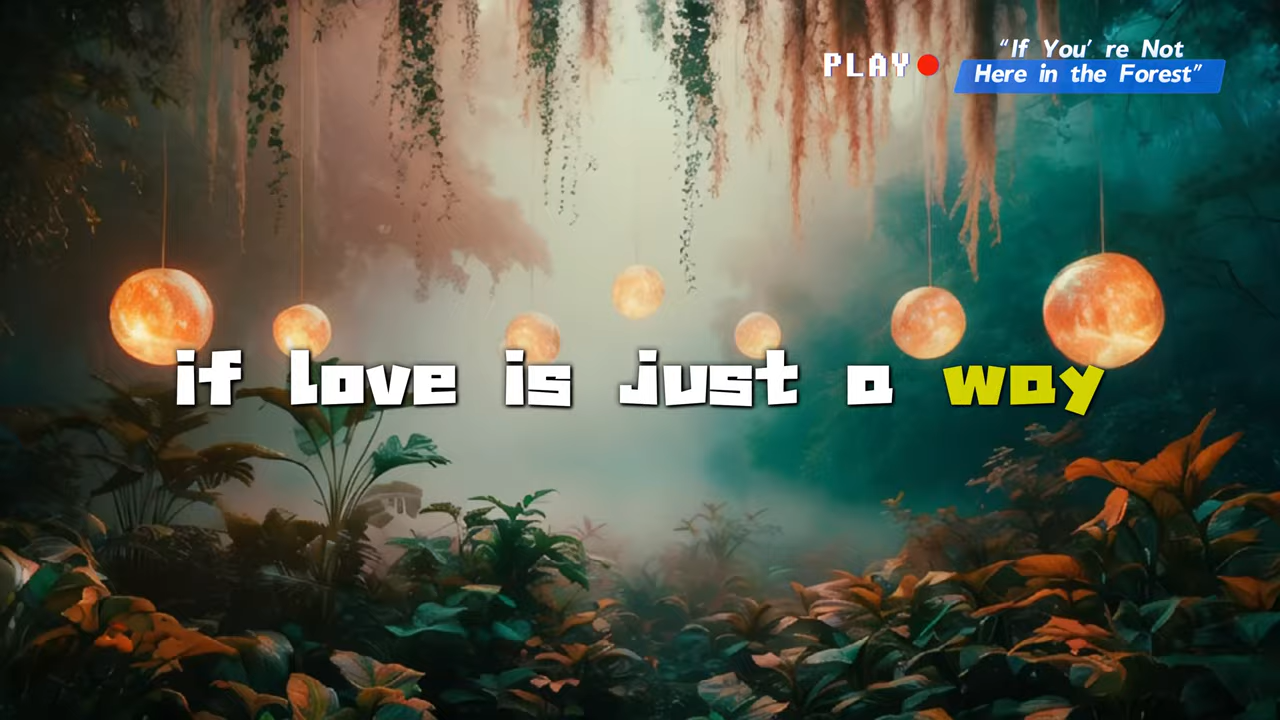 PLAY
“If You’ re Not
Here in the Forest”
if love is just a way